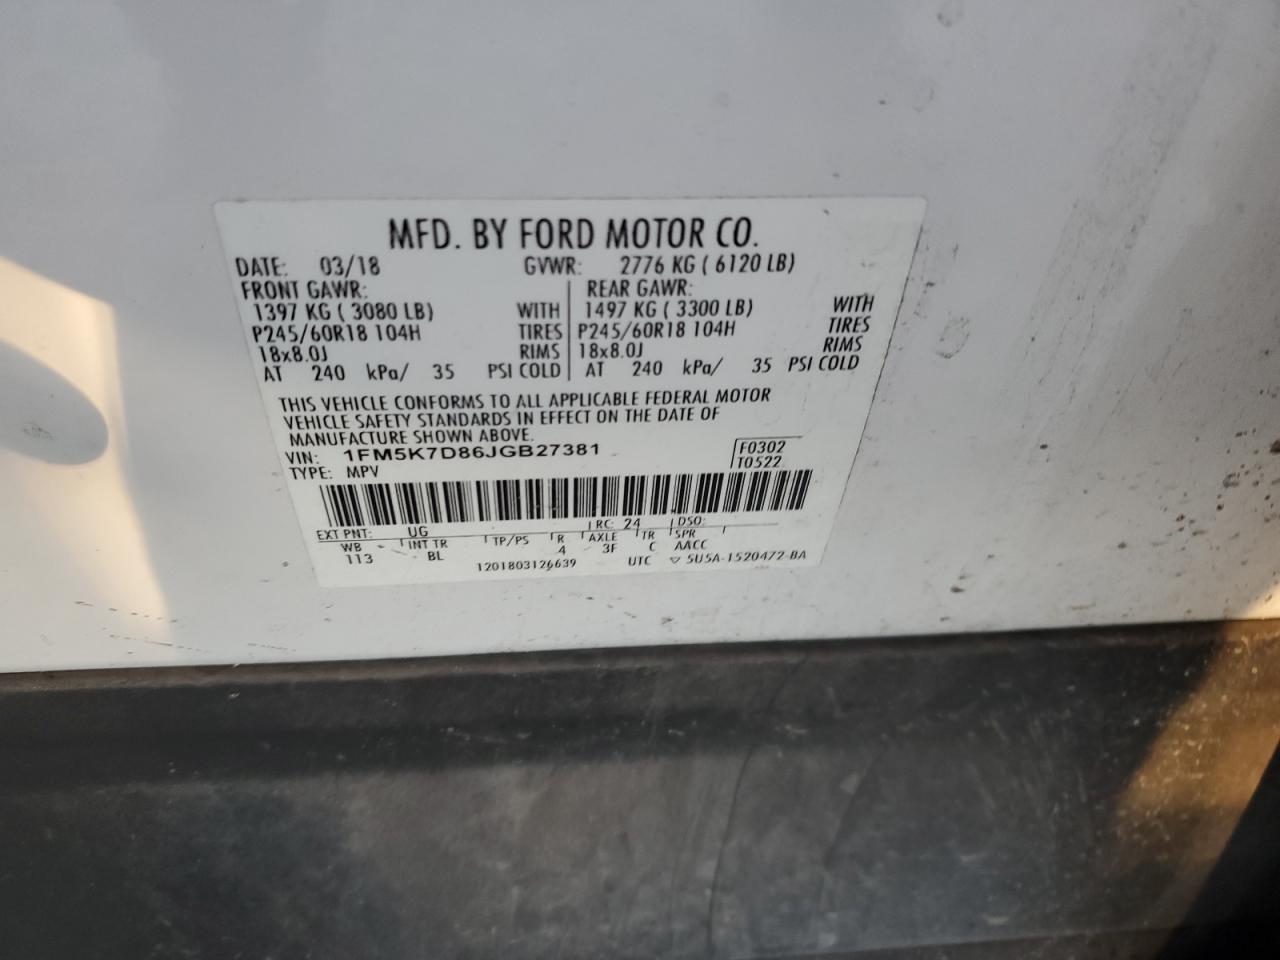 MFD. BY FORD MOTOR CO.
DATE: 03/18 GVWR: 2776 KG ( 6120 LB)
FRONT GAWR: REAR GAWR:
1397 KG ( 3080 LB) WITH 1497 KG ( 3300 LB) WITH
P245/60R18 104H TIRES P245/60R18 104H TIRES
18x8.0J RIMS 18x8.0J RIMS
AT 240 kPa/ 35 PSI COLD AT 240 kPa/ 35 PSI COLD
THIS VEHICLE CONFORMS TO ALL APPLICABLE FEDERAL MOTOR
VEHICLE SAFETY STANDARDS IN EFFECT ON THE DATE OF
MANUFACTURE SHOWN ABOVE.
VIN: 1FM5K7D86JGB27381 F0302
TYPE: MPV T0522
EXT PNT: UG RC: 24 DSO:
WB INT TR TP/PS R AXLE TR SPR
113 BL 4 3F C AACC
1201803126639 UTC ▽ 5U5A-1520472-BA